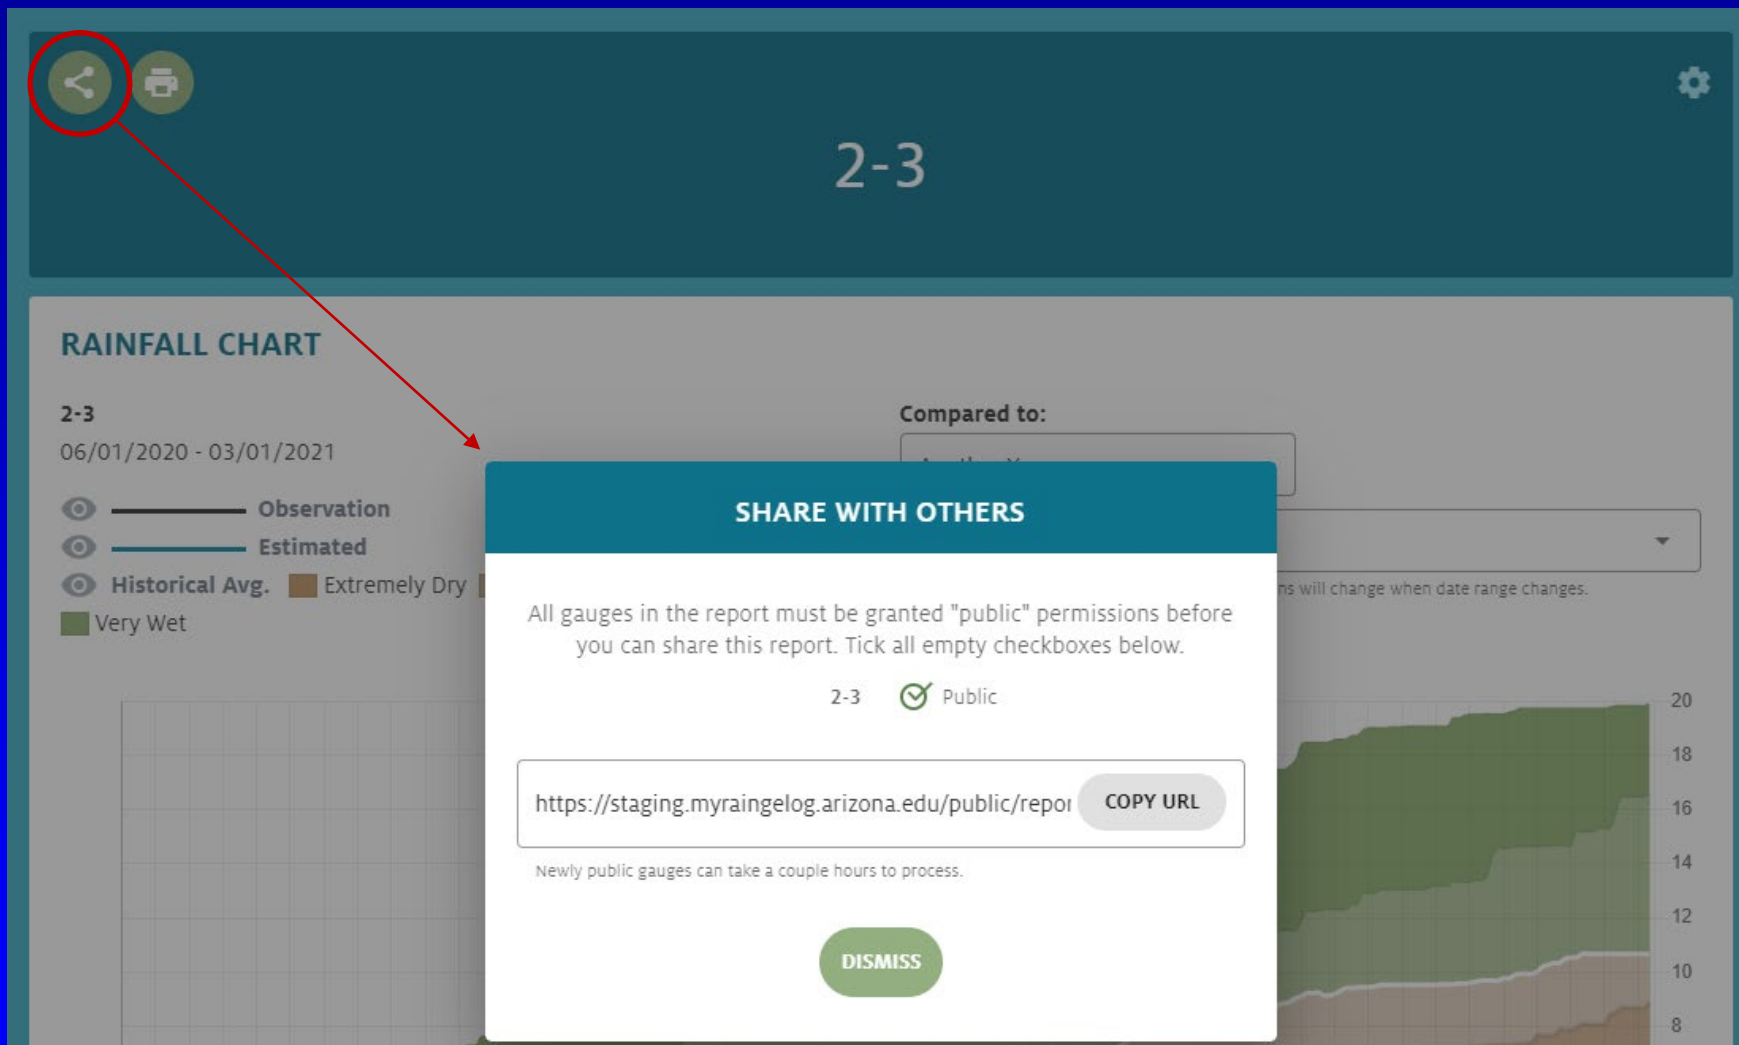 2-3
RAINFALL CHART
2-3
06/01/2020 - 03/01/2021
Compared to:
Observation
Estimated
Historical Avg. Extremely Dry
Very Wet
ns will change when date range changes.
SHARE WITH OTHERS
All gauges in the report must be granted "public" permissions before
you can share this report. Tick all empty checkboxes below.
2-3 Public
https://staging.myraingelog.arizona.edu/public/repor
COPY URL
Newly public gauges can take a couple hours to process.
DISMISS
20
18
16
14
12
10
8